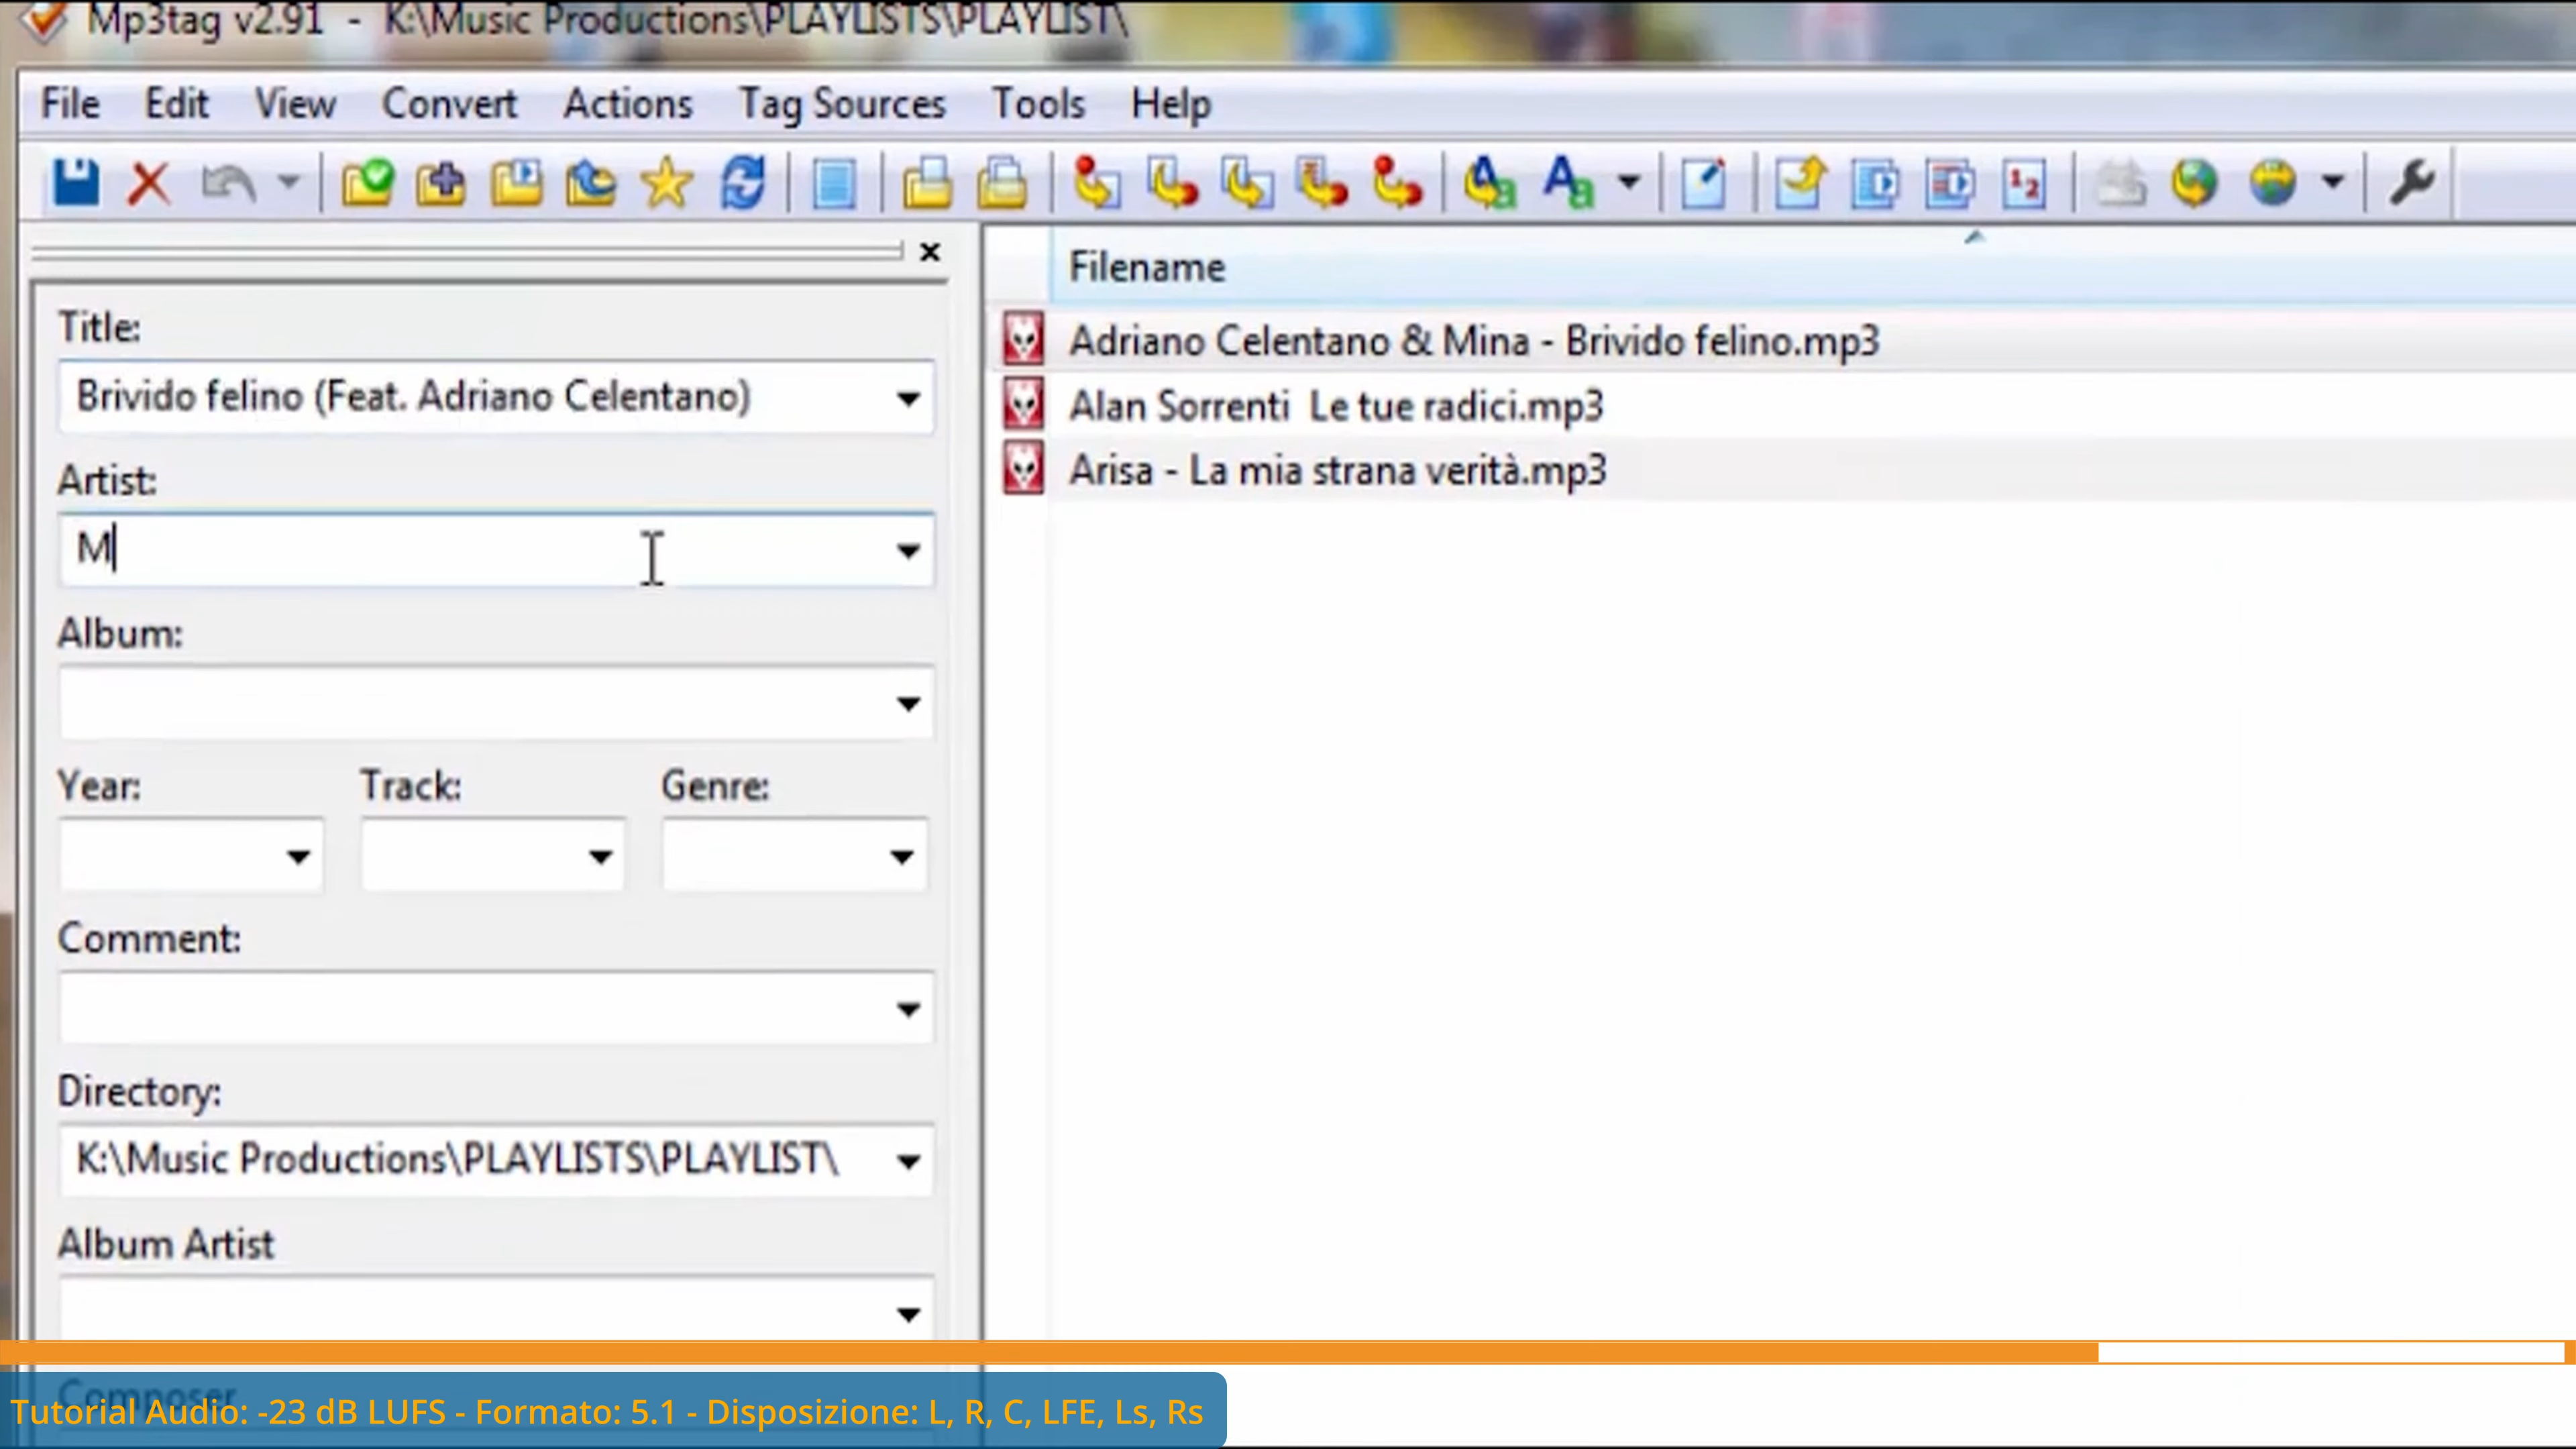 Mp3tag v2.91 - K:\Music Productions\PLAYLISTS\PLAYLIST\
File Edit View Convert Actions Tag Sources Tools Help
Title:
Brivido felino (Feat. Adriano Celentano)
Artist:
M
Album:
Year: Track: Genre:
Comment:
Directory:
K:\Music Productions\PLAYLISTS\PLAYLIST\
Album Artist
Composer
Filename
Adriano Celentano & Mina - Brivido felino.mp3
Alan Sorrenti  Le tue radici.mp3
Arisa - La mia strana verità.mp3
Tutorial Audio: -23 dB LUFS - Formato: 5.1 - Disposizione: L, R, C, LFE, Ls, Rs